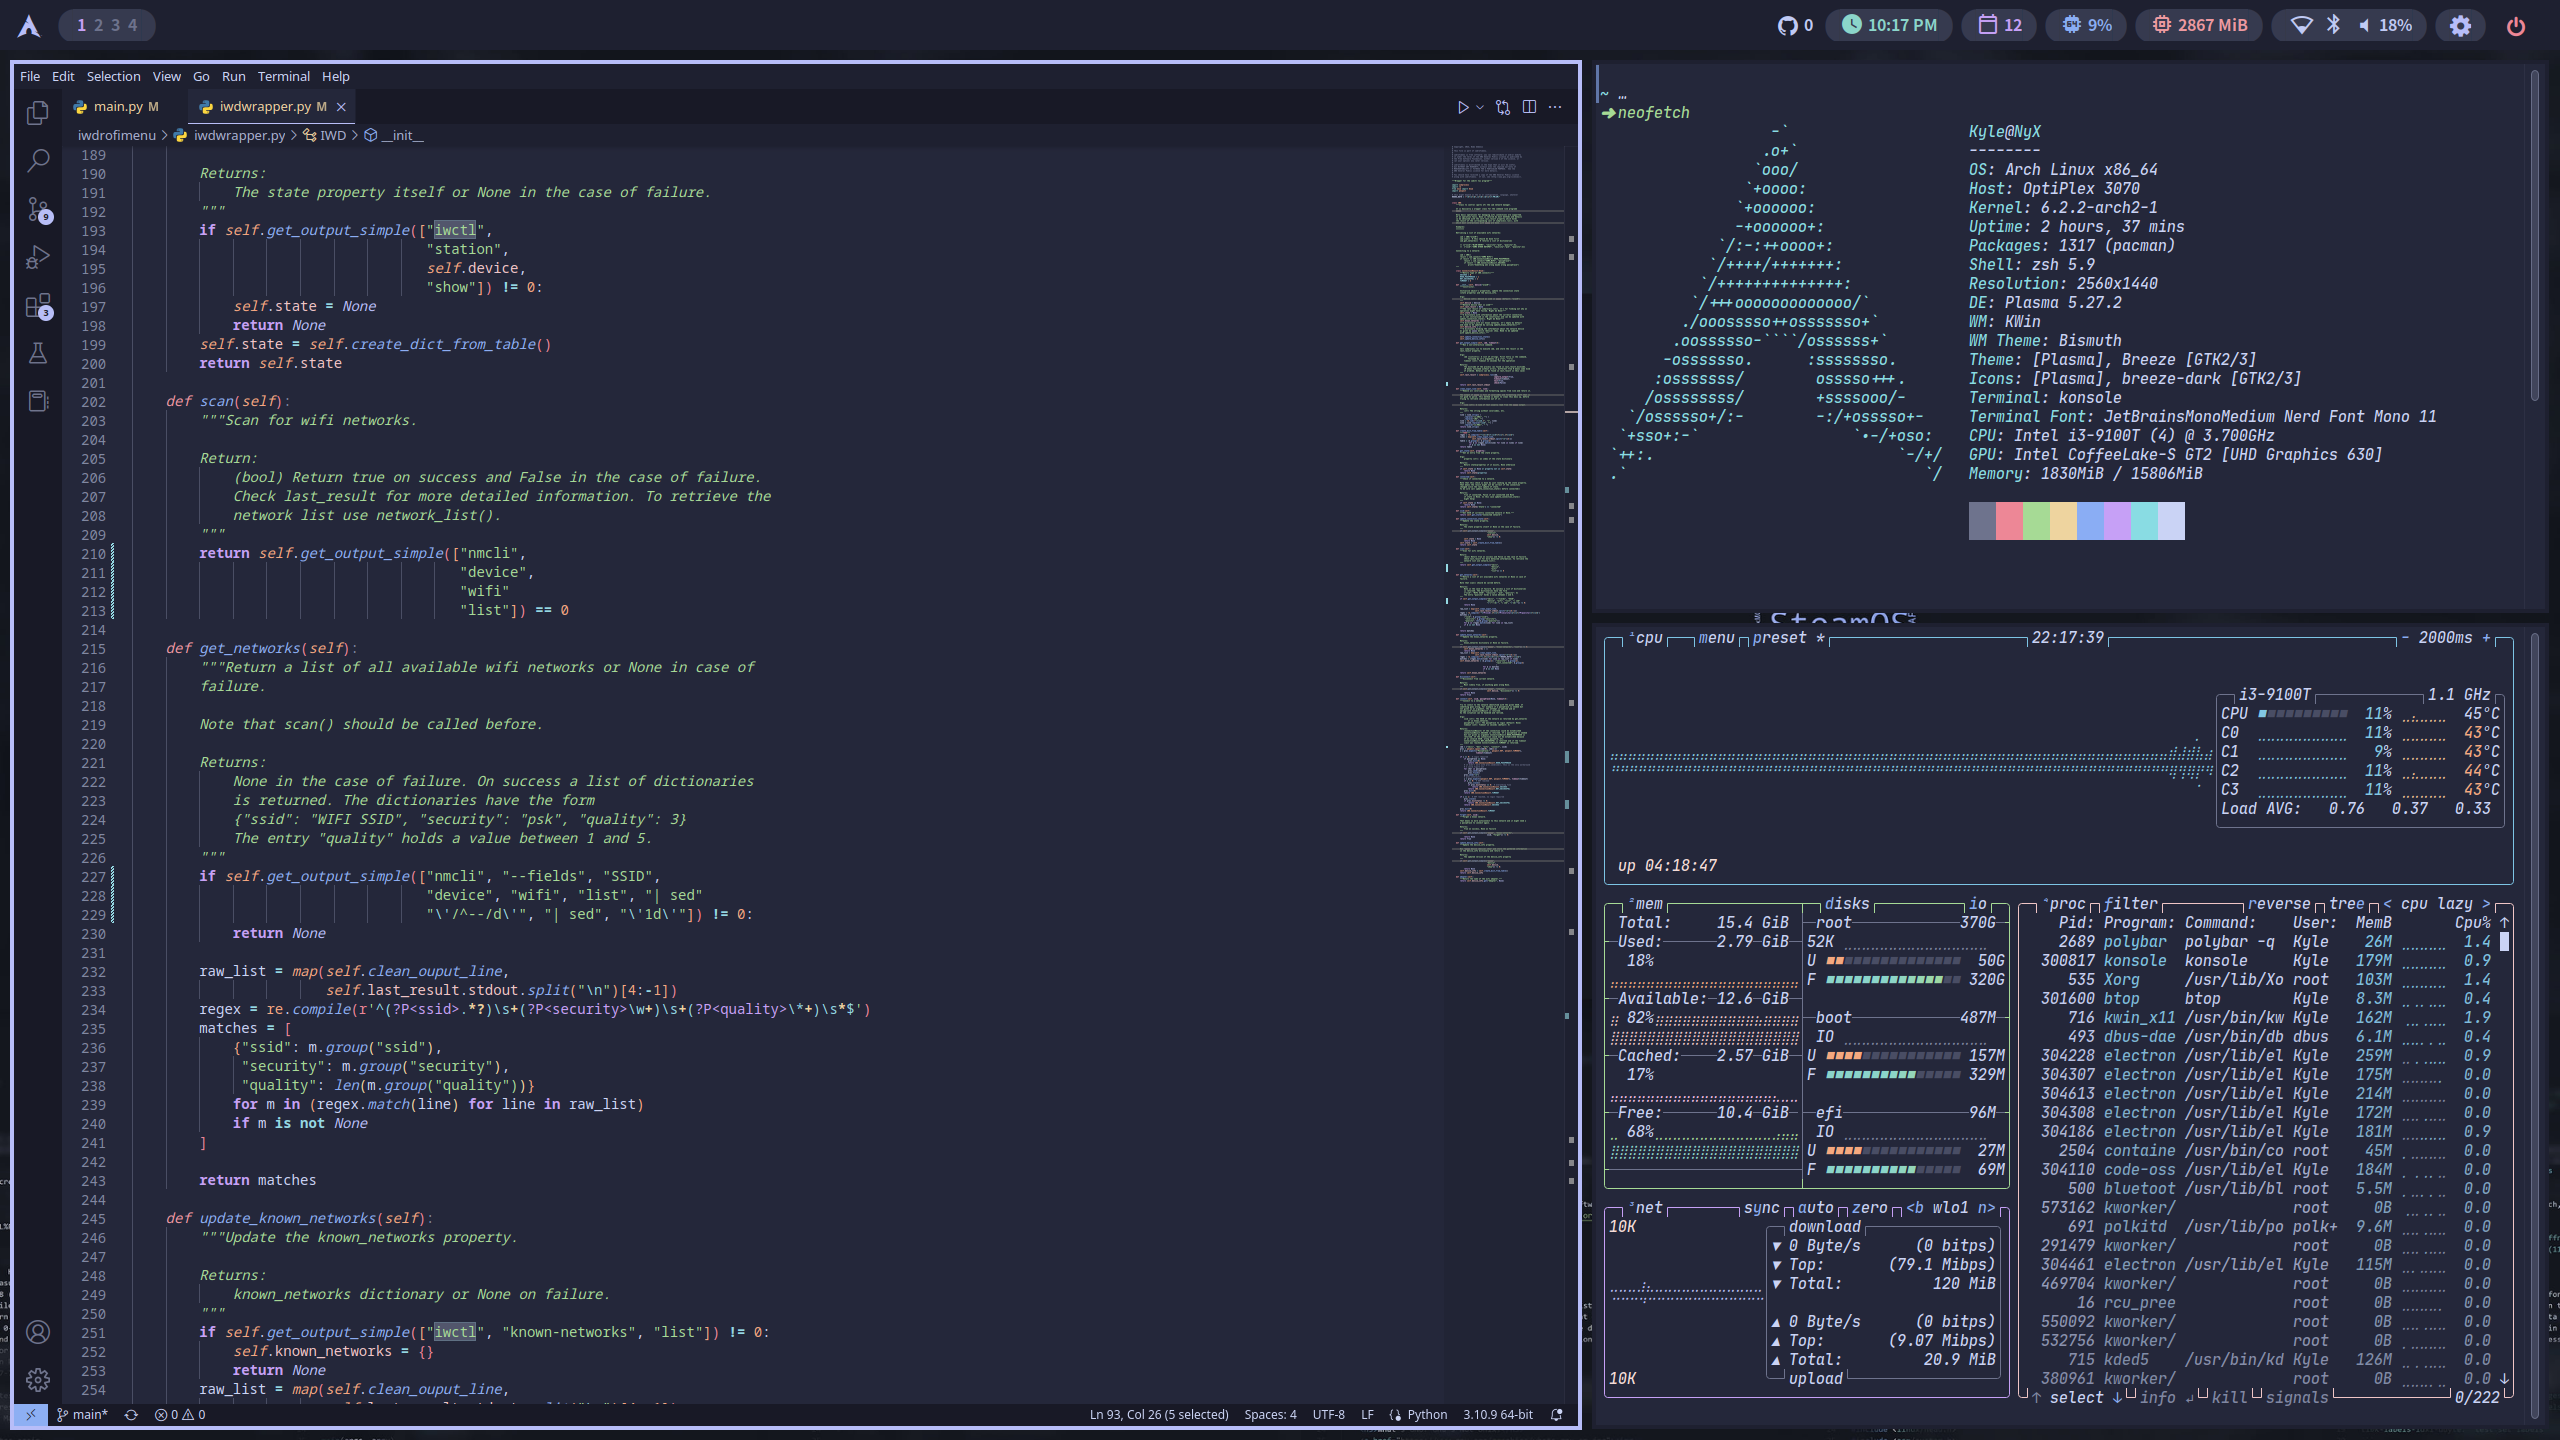 1 2 3 4
0 10:17 PM 12 9% 2867 MiB 18%
File Edit Selection View Go Run Terminal Help
main.py M iwdwrapper.py M
iwdrofimenu > iwdwrapper.py > IWD > __init__
189
190 Returns:
191 The state property itself or None in the case of failure.
192 """
193 if self.get_output_simple(["iwctl",
194 "station",
195 self.device,
196 "show"]) != 0:
197 self.state = None
198 return None
199 self.state = self.create_dict_from_table()
200 return self.state
201
202 def scan(self):
203 """Scan for wifi networks.
204
205 Return:
206 (bool) Return true on success and False in the case of failure.
207 Check last_result for more detailed information. To retrieve the
208 network list use network_list().
209 """
210 return self.get_output_simple(["nmcli",
211 "device",
212 "wifi"
213 "list"]) == 0
214
215 def get_networks(self):
216 """Return a list of all available wifi networks or None in case of
217 failure.
218
219 Note that scan() should be called before.
220
221 Returns:
222 None in the case of failure. On success a list of dictionaries
223 is returned. The dictionaries have the form
224 {"ssid": "WIFI SSID", "security": "psk", "quality": 3}
225 The entry "quality" holds a value between 1 and 5.
226 """
227 if self.get_output_simple(["nmcli", "--fields", "SSID",
228 "device", "wifi", "list", "| sed"
229 "\'/^--/d\'", "| sed", "\'1d\'"]) != 0:
230 return None
231
232 raw_list = map(self.clean_ouput_line,
233 self.last_result.stdout.split("\n")[4:-1])
234 regex = re.compile(r'^(?P<ssid>.*?)\s+(?P<security>\w+)\s+(?P<quality>\*+)\s*$')
235 matches = [
236 {"ssid": m.group("ssid"),
237 "security": m.group("security"),
238 "quality": len(m.group("quality"))}
239 for m in (regex.match(line) for line in raw_list)
240 if m is not None
241 ]
242
243 return matches
244
245 def update_known_networks(self):
246 """Update the known_networks property.
247
248 Returns:
249 known_networks dictionary or None on failure.
250 """
251 if self.get_output_simple(["iwctl", "known-networks", "list"]) != 0:
252 self.known_networks = {}
253 return None
254 raw_list = map(self.clean_ouput_line,
9
3
main* 0 0 Ln 93, Col 26 (5 selected) Spaces: 4 UTF-8 LF Python 3.10.9 64-bit
~ …
➜neofetch
Kyle@NyX
--------
OS: Arch Linux x86_64
Host: OptiPlex 3070
Kernel: 6.2.2-arch2-1
Uptime: 2 hours, 37 mins
Packages: 1317 (pacman)
Shell: zsh 5.9
Resolution: 2560x1440
DE: Plasma 5.27.2
WM: KWin
WM Theme: Bismuth
Theme: [Plasma], Breeze [GTK2/3]
Icons: [Plasma], breeze-dark [GTK2/3]
Terminal: konsole
Terminal Font: JetBrainsMonoMedium Nerd Font Mono 11
CPU: Intel i3-9100T (4) @ 3.700GHz
GPU: Intel CoffeeLake-S GT2 [UHD Graphics 630]
Memory: 1830MiB / 15806MiB
SteamOS
¹cpu menu preset * 22:17:39 - 2000ms +
i3-9100T 1.1 GHz
CPU 11% 45°C
C0 11% 43°C
C1 9% 43°C
C2 11% 44°C
C3 11% 43°C
Load AVG: 0.76 0.37 0.33
up 04:18:47
²mem disks io
Total: 15.4 GiB
Used: 2.79 GiB
18%
Available: 12.6 GiB
82%
Cached: 2.57 GiB
17%
Free: 10.4 GiB
68%
root 370G
52K
U 50G
F 320G
boot 487M
IO
U 157M
F 329M
efi 96M
IO
U 27M
F 69M
³net sync auto zero <b wlo1 n>
10K
download
▼ 0 Byte/s (0 bitps)
▼ Top: (79.1 Mibps)
▼ Total: 120 MiB
▲ 0 Byte/s (0 bitps)
▲ Top: (9.07 Mibps)
▲ Total: 20.9 MiB
10K upload
⁴proc filter reverse tree < cpu lazy >
Pid: Program: Command: User: MemB Cpu% ↑
2689 polybar polybar -q Kyle 26M 1.4
300817 konsole konsole Kyle 179M 0.9
535 Xorg /usr/lib/Xo root 103M 1.4
301600 btop btop Kyle 8.3M 0.4
716 kwin_x11 /usr/bin/kw Kyle 162M 1.9
493 dbus-dae /usr/bin/db dbus 6.1M 0.4
304228 electron /usr/lib/el Kyle 259M 0.9
304307 electron /usr/lib/el Kyle 175M 0.0
304613 electron /usr/lib/el Kyle 214M 0.0
304308 electron /usr/lib/el Kyle 172M 0.0
304186 electron /usr/lib/el Kyle 181M 0.9
2504 containe /usr/bin/co root 45M 0.0
304110 code-oss /usr/lib/el Kyle 184M 0.0
500 bluetoot /usr/lib/bl root 5.5M 0.0
573162 kworker/ root 0B 0.0
691 polkitd /usr/lib/po polk+ 9.6M 0.0
291479 kworker/ root 0B 0.0
304461 electron /usr/lib/el Kyle 115M 0.0
469704 kworker/ root 0B 0.0
16 rcu_pree root 0B 0.0
550092 kworker/ root 0B 0.0
532756 kworker/ root 0B 0.0
715 kded5 /usr/bin/kd Kyle 126M 0.0
380961 kworker/ root 0B 0.0 ↓
↑ select ↓ info ↲ kill signals 0/222